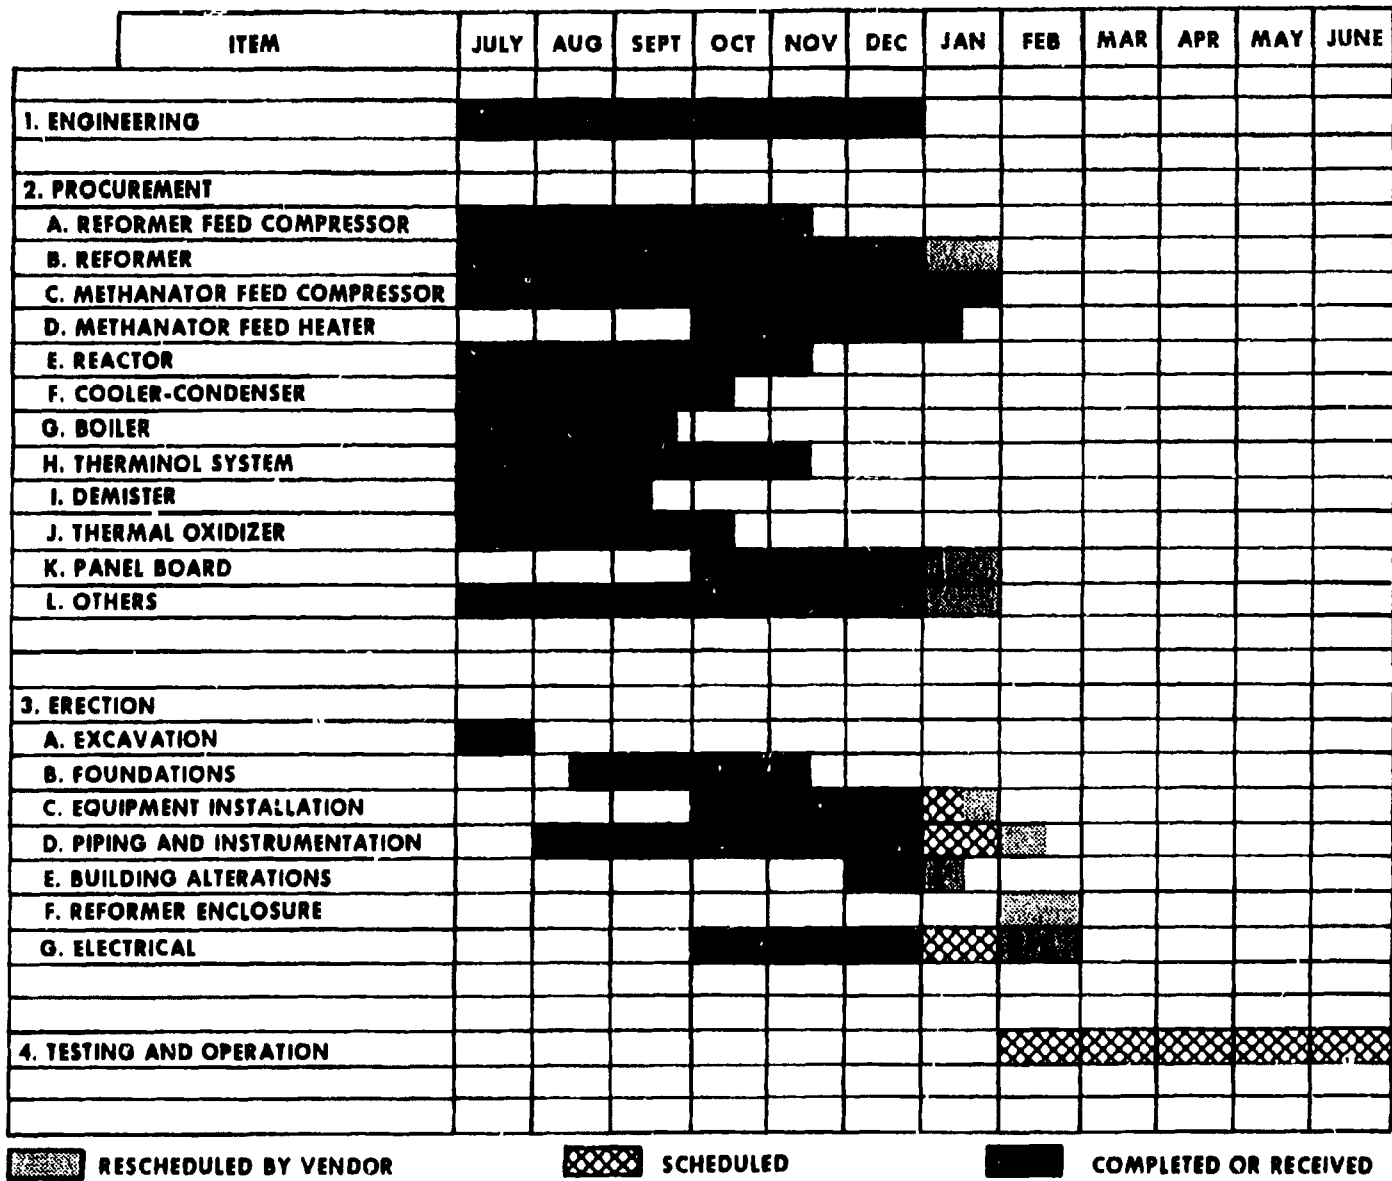 ITEM JULY AUG SEPT OCT NOV DEC JAN FEB MAR APR MAY JUNE
1. ENGINEERING
2. PROCUREMENT
A. REFORMER FEED COMPRESSOR
B. REFORMER
C. METHANATOR FEED COMPRESSOR
D. METHANATOR FEED HEATER
E. REACTOR
F. COOLER-CONDENSER
G. BOILER
H. THERMINOL SYSTEM
I. DEMISTER
J. THERMAL OXIDIZER
K. PANEL BOARD
L. OTHERS
3. ERECTION
A. EXCAVATION
B. FOUNDATIONS
C. EQUIPMENT INSTALLATION
D. PIPING AND INSTRUMENTATION
E. BUILDING ALTERATIONS
F. REFORMER ENCLOSURE
G. ELECTRICAL
4. TESTING AND OPERATION
RESCHEDULED BY VENDOR SCHEDULED COMPLETED OR RECEIVED